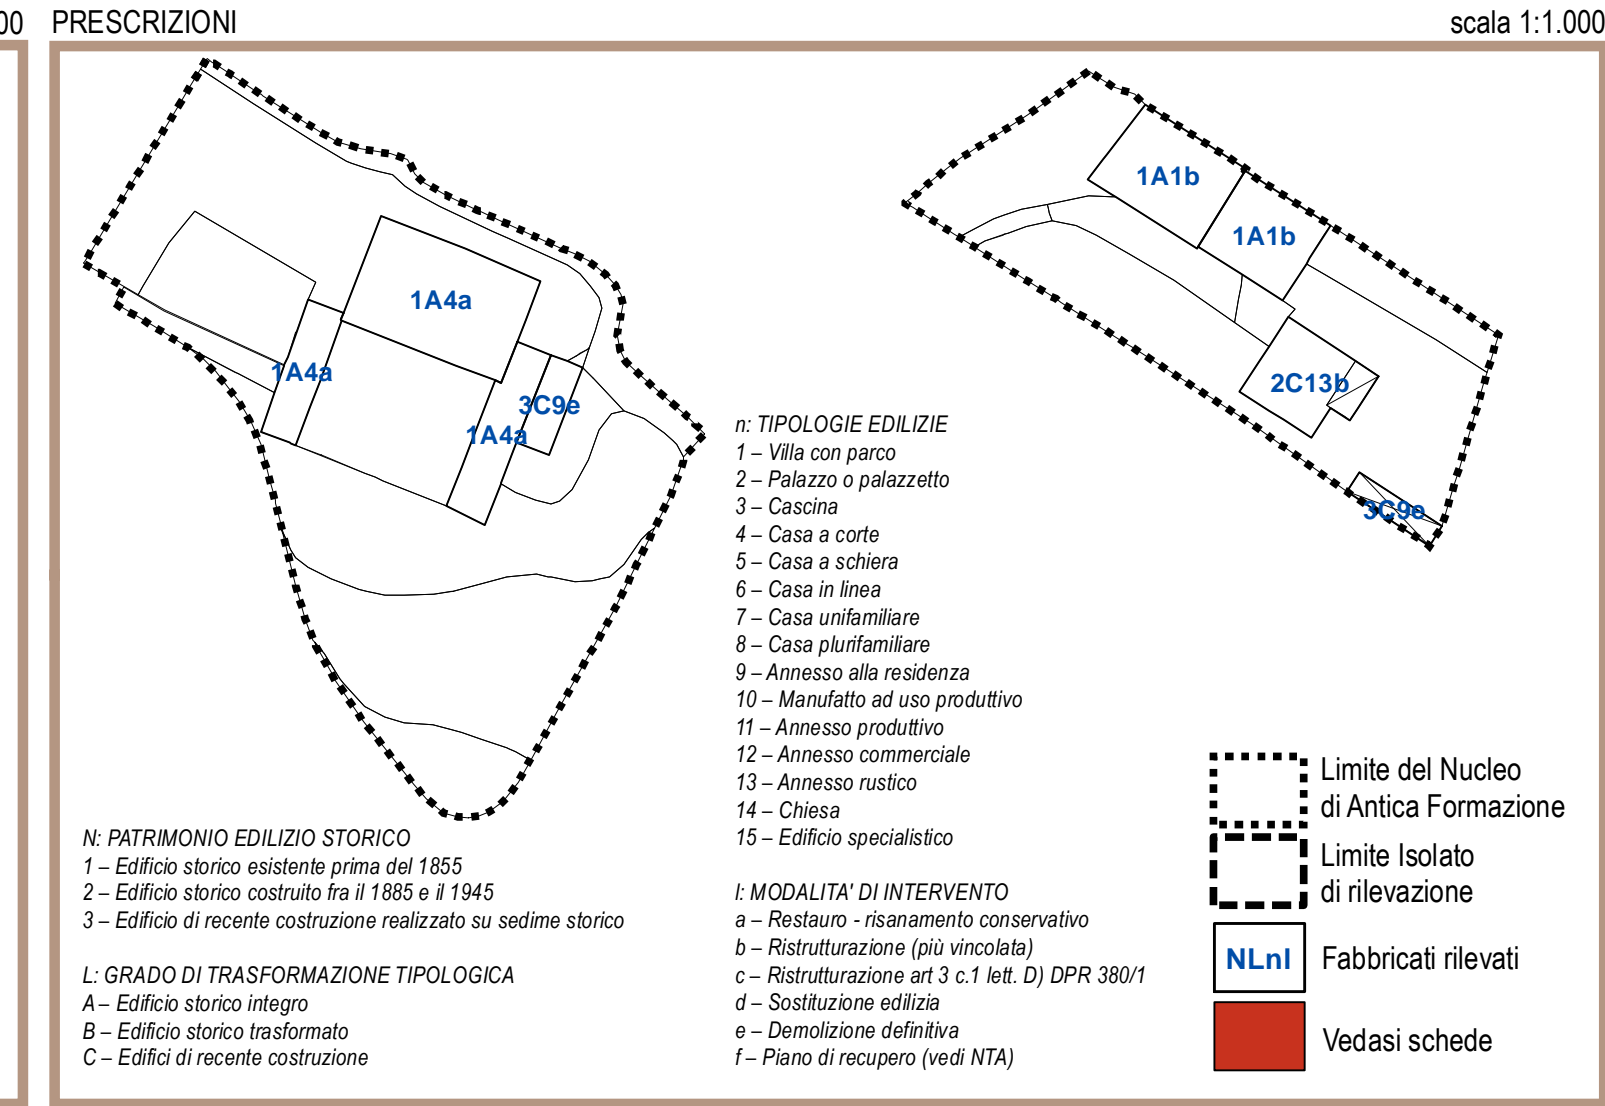 00 PRESCRIZIONI scala 1:1.000
1A4a
1A4a
3C9e
1A4a
1A1b
1A1b
2C13b
3C9e
N: PATRIMONIO EDILIZIO STORICO
1 – Edificio storico esistente prima del 1855
2 – Edificio storico costruito fra il 1885 e il 1945
3 – Edificio di recente costruzione realizzato su sedime storico
L: GRADO DI TRASFORMAZIONE TIPOLOGICA
A – Edificio storico integro
B – Edificio storico trasformato
C – Edifici di recente costruzione
n: TIPOLOGIE EDILIZIE
1 – Villa con parco
2 – Palazzo o palazzetto
3 – Cascina
4 – Casa a corte
5 – Casa a schiera
6 – Casa in linea
7 – Casa unifamiliare
8 – Casa plurifamiliare
9 – Annesso alla residenza
10 – Manufatto ad uso produttivo
11 – Annesso produttivo
12 – Annesso commerciale
13 – Annesso rustico
14 – Chiesa
15 – Edificio specialistico
I: MODALITA' DI INTERVENTO
a – Restauro - risanamento conservativo
b – Ristrutturazione (più vincolata)
c – Ristrutturazione art 3 c.1 lett. D) DPR 380/1
d – Sostituzione edilizia
e – Demolizione definitiva
f – Piano di recupero (vedi NTA)
Limite del Nucleo
di Antica Formazione
Limite Isolato
di rilevazione
NLnI Fabbricati rilevati
Vedasi schede